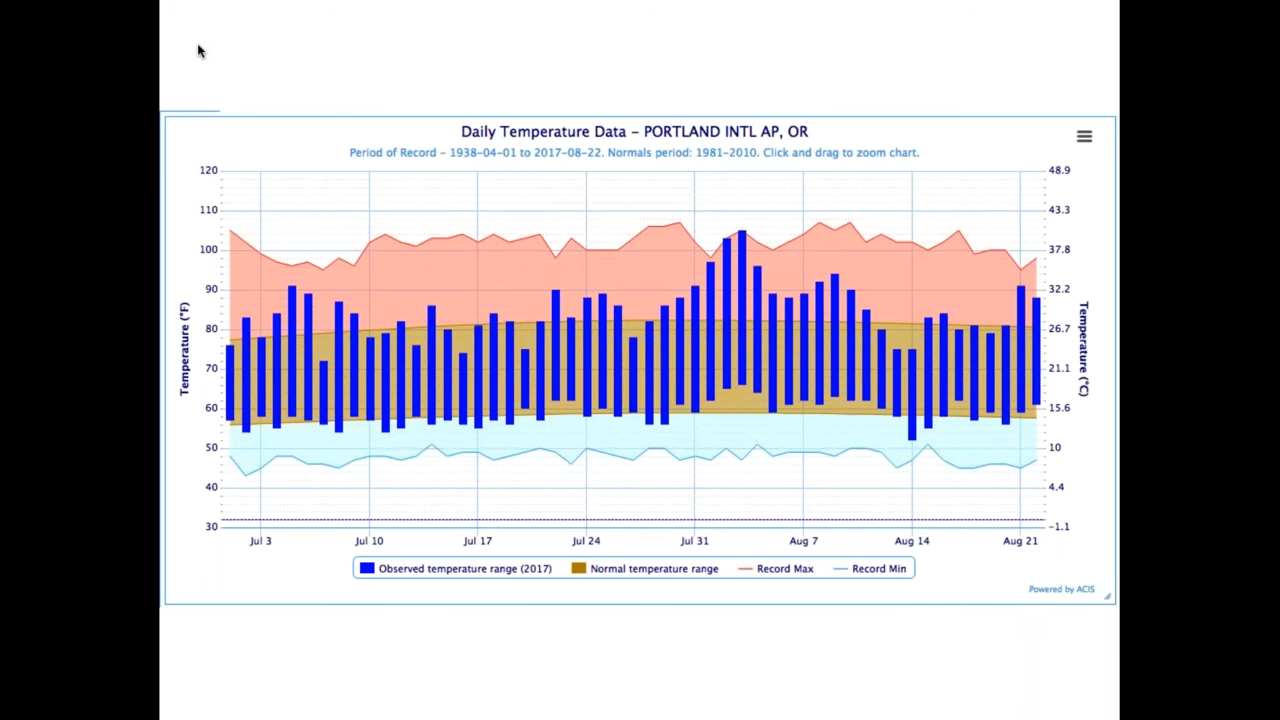 Daily Temperature Data – PORTLAND INTL AP, OR
Period of Record – 1938-04-01 to 2017-08-22. Normals period: 1981-2010. Click and drag to zoom chart.
Temperature (°F)
120
110
100
90
80
70
60
50
40
30
48.9
43.3
37.8
32.2
26.7
21.1
15.6
10
4.4
-1.1
Temperature (°C)
Jul 3 Jul 10 Jul 17 Jul 24 Jul 31 Aug 7 Aug 14 Aug 21
Observed temperature range (2017) Normal temperature range Record Max Record Min
Powered by ACIS